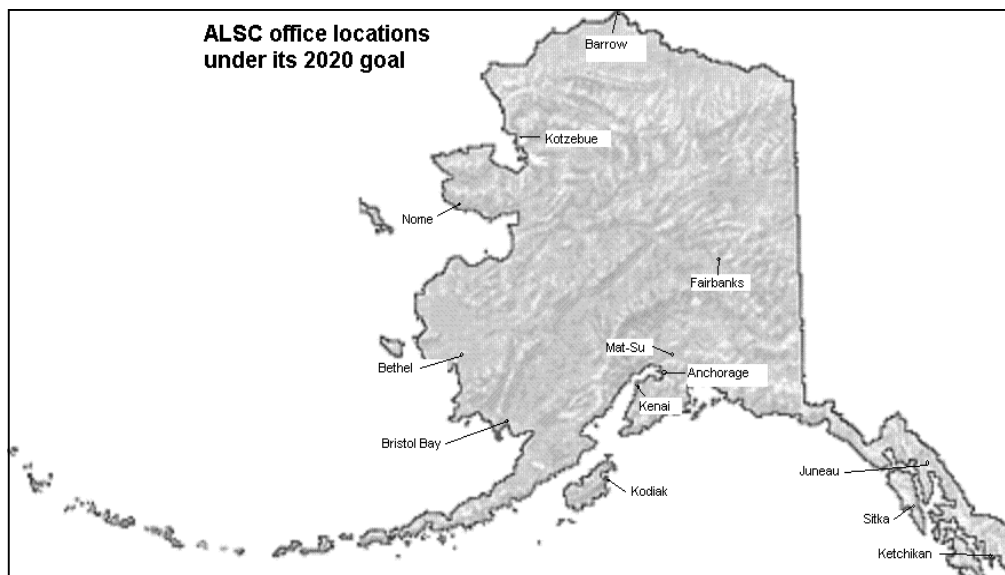 ALSC office locations
under its 2020 goal
Barrow
Kotzebue
Nome
Fairbanks
Mat-Su
Bethel
Anchorage
Kenai
Bristol Bay
Juneau
Kodiak
Sitka
Ketchikan